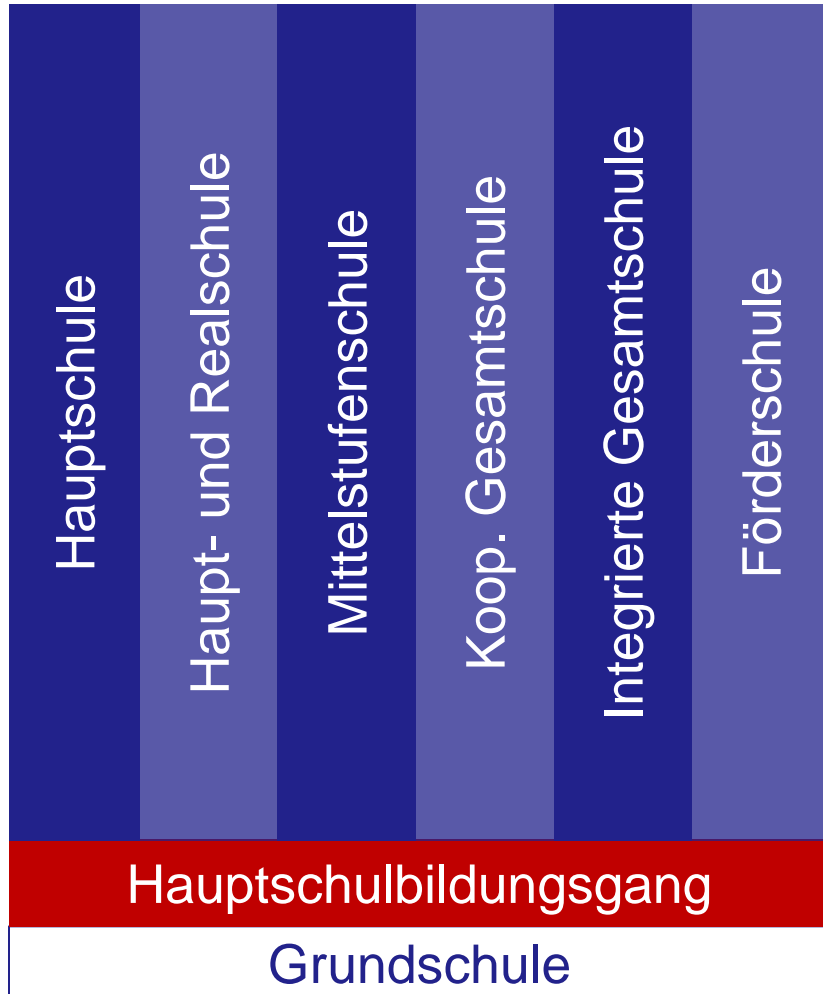 Hauptschule
Haupt- und Realschule
Mittelstufenschule
Koop. Gesamtschule
Integrierte Gesamtschule
Förderschule
Hauptschulbildungsgang
Grundschule